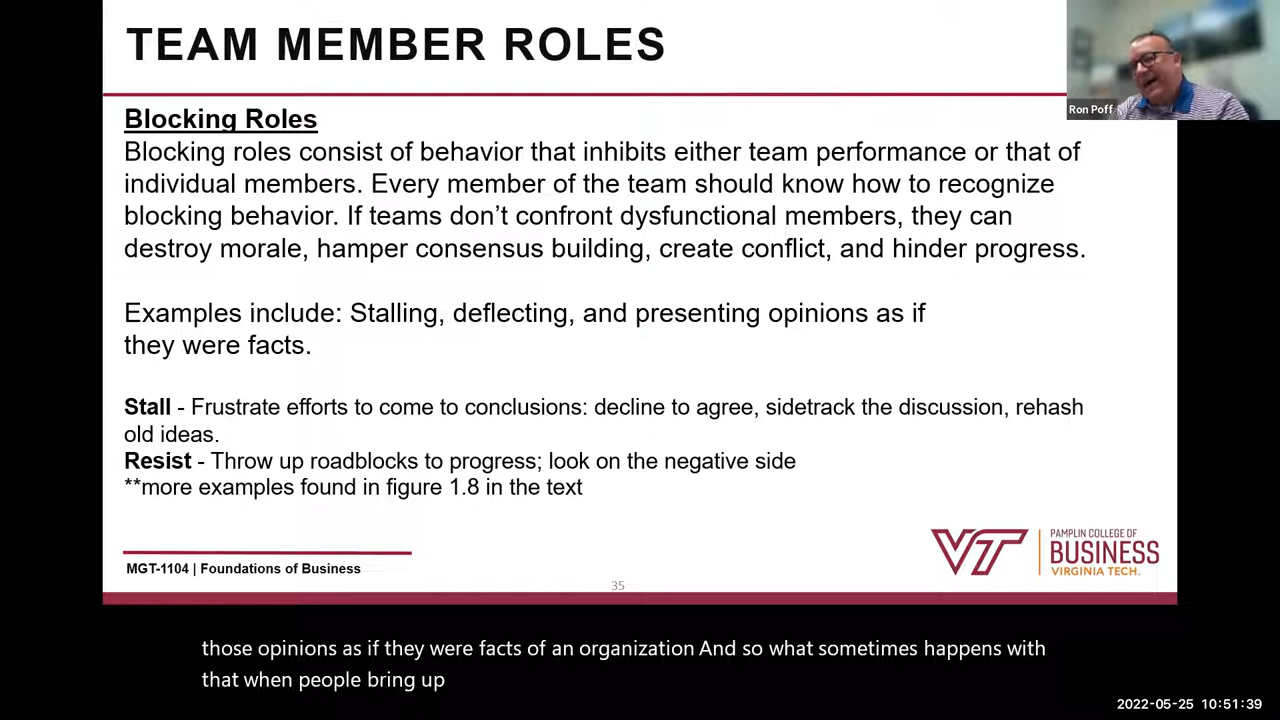 TEAM MEMBER ROLES
Ron Poff
Blocking Roles
Blocking roles consist of behavior that inhibits either team performance or that of
individual members. Every member of the team should know how to recognize
blocking behavior. If teams don’t confront dysfunctional members, they can
destroy morale, hamper consensus building, create conflict, and hinder progress.
Examples include: Stalling, deflecting, and presenting opinions as if
they were facts.
Stall - Frustrate efforts to come to conclusions: decline to agree, sidetrack the discussion, rehash
old ideas.
Resist - Throw up roadblocks to progress; look on the negative side
**more examples found in figure 1.8 in the text
MGT-1104 | Foundations of Business
35
VT
PAMPLIN COLLEGE OF
BUSINESS
VIRGINIA TECH.
those opinions as if they were facts of an organization And so what sometimes happens with
that when people bring up
2022-05-25 10:51:39